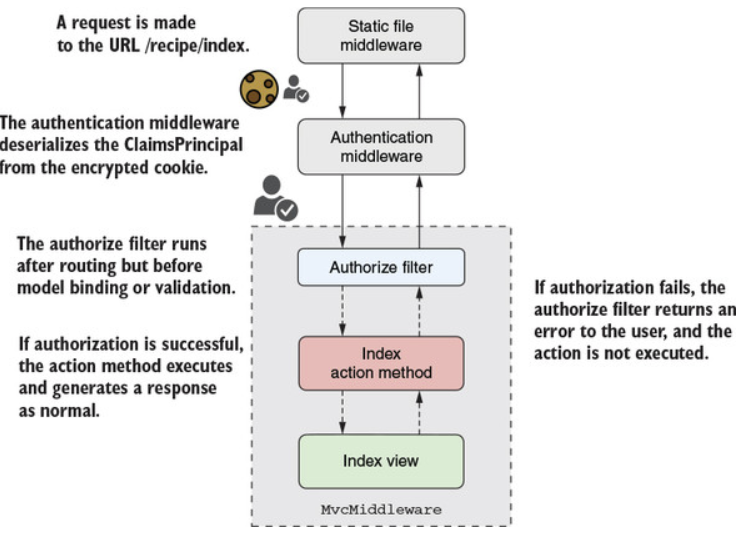 A request is made
to the URL /recipe/index.
Static file
middleware
The authentication middleware
deserializes the ClaimsPrincipal
from the encrypted cookie.
Authentication
middleware
The authorize filter runs
after routing but before
model binding or validation.
Authorize filter
If authorization fails, the
authorize filter returns an
error to the user, and the
action is not executed.
If authorization is successful,
the action method executes
and generates a response
as normal.
Index
action method
Index view
MvcMiddleware